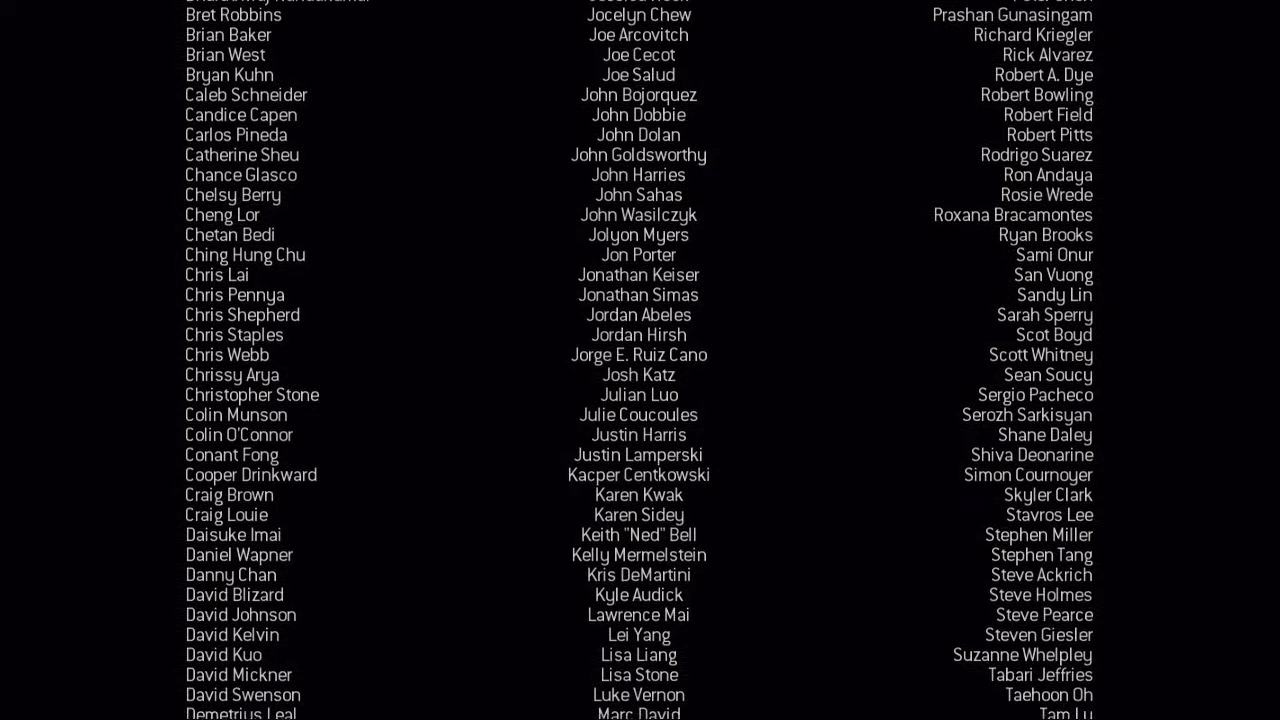 Bret Robbins Jocelyn Chew Prashan Gunasingam
Brian Baker Joe Arcovitch Richard Kriegler
Brian West Joe Cecot Rick Alvarez
Bryan Kuhn Joe Salud Robert A. Dye
Caleb Schneider John Bojorquez Robert Bowling
Candice Capen John Dobbie Robert Field
Carlos Pineda John Dolan Robert Pitts
Catherine Sheu John Goldsworthy Rodrigo Suarez
Chance Glasco John Harries Ron Andaya
Chelsy Berry John Sahas Rosie Wrede
Cheng Lor John Wasilczyk Roxana Bracamontes
Chetan Bedi Jolyon Myers Ryan Brooks
Ching Hung Chu Jon Porter Sami Onur
Chris Lai Jonathan Keiser San Vuong
Chris Pennya Jonathan Simas Sandy Lin
Chris Shepherd Jordan Abeles Sarah Sperry
Chris Staples Jordan Hirsh Scot Boyd
Chris Webb Jorge E. Ruiz Cano Scott Whitney
Chrissy Arya Josh Katz Sean Soucy
Christopher Stone Julian Luo Sergio Pacheco
Colin Munson Julie Coucoules Serozh Sarkisyan
Colin O'Connor Justin Harris Shane Daley
Conant Fong Justin Lamperski Shiva Deonarine
Cooper Drinkward Kacper Centkowski Simon Cournoyer
Craig Brown Karen Kwak Skyler Clark
Craig Louie Karen Sidey Stavros Lee
Daisuke Imai Keith "Ned" Bell Stephen Miller
Daniel Wapner Kelly Mermelstein Stephen Tang
Danny Chan Kris DeMartini Steve Ackrich
David Blizard Kyle Audick Steve Holmes
David Johnson Lawrence Mai Steve Pearce
David Kelvin Lei Yang Steven Giesler
David Kuo Lisa Liang Suzanne Whelpley
David Mickner Lisa Stone Tabari Jeffries
David Swenson Luke Vernon Taehoon Oh
Demetrius Leal Marc David Tam Lu